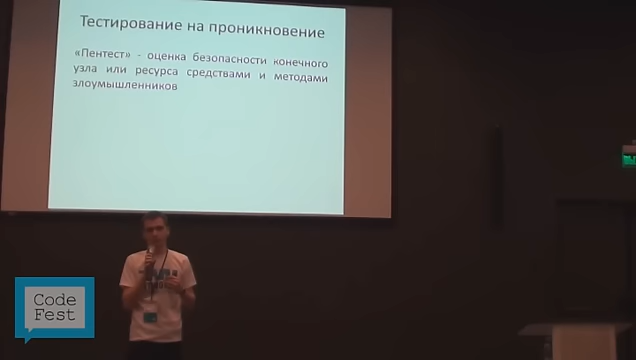 Тестирование на проникновение
«Пентест» - оценка безопасности конечного
узла или ресурса средствами и методами
злоумышленников
Code
Fest